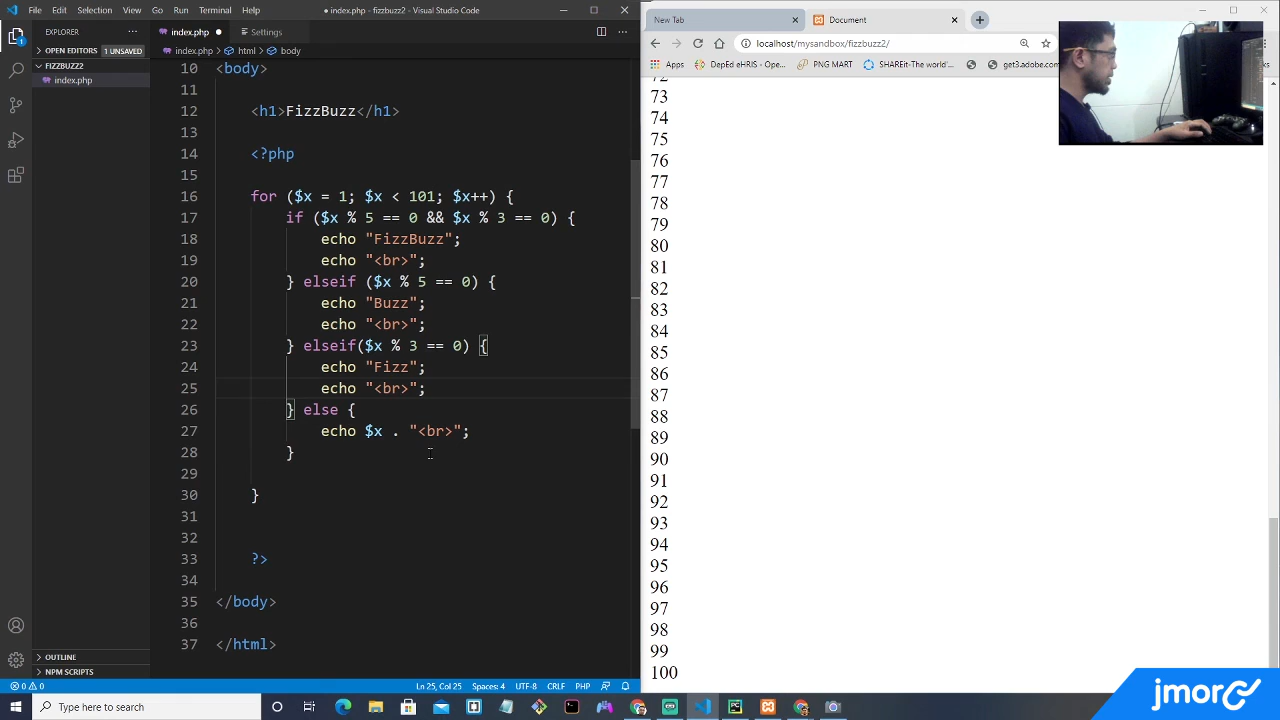 File Edit Selection View Go Run Terminal Help
● index.php - fizzbuzz2 - Visual Studio Code
EXPLORER
OPEN EDITORS 1 UNSAVED
FIZZBUZZ2
index.php
OUTLINE
NPM SCRIPTS
index.php ●
Settings
index.php > html > body
10 <body>
11
12 <h1>FizzBuzz</h1>
13
14 <?php
15
16 for ($x = 1; $x < 101; $x++) {
17 if ($x % 5 == 0 && $x % 3 == 0) {
18 echo "FizzBuzz";
19 echo "<br>";
20 } elseif ($x % 5 == 0) {
21 echo "Buzz";
22 echo "<br>";
23 } elseif($x % 3 == 0) {
24 echo "Fizz";
25 echo "<br>";
26 } else {
27 echo $x . "<br>";
28 }
29
30 }
31
32
33 ?>
34
35 </body>
36
37 </html>
0 0
Ln 25, Col 25 Spaces: 4 UTF-8 CRLF PHP
New Tab
Document
localhost/mysandbox/fizzbuzz2/
Apps
DepEd eHRIS - Ope...
PNG MART
SHAREit-The world'...
get3.adobe.com
72
73
74
75
76
77
78
79
80
81
82
83
84
85
86
87
88
89
90
91
92
93
94
95
96
97
98
99
100
Type here to search
jmorc